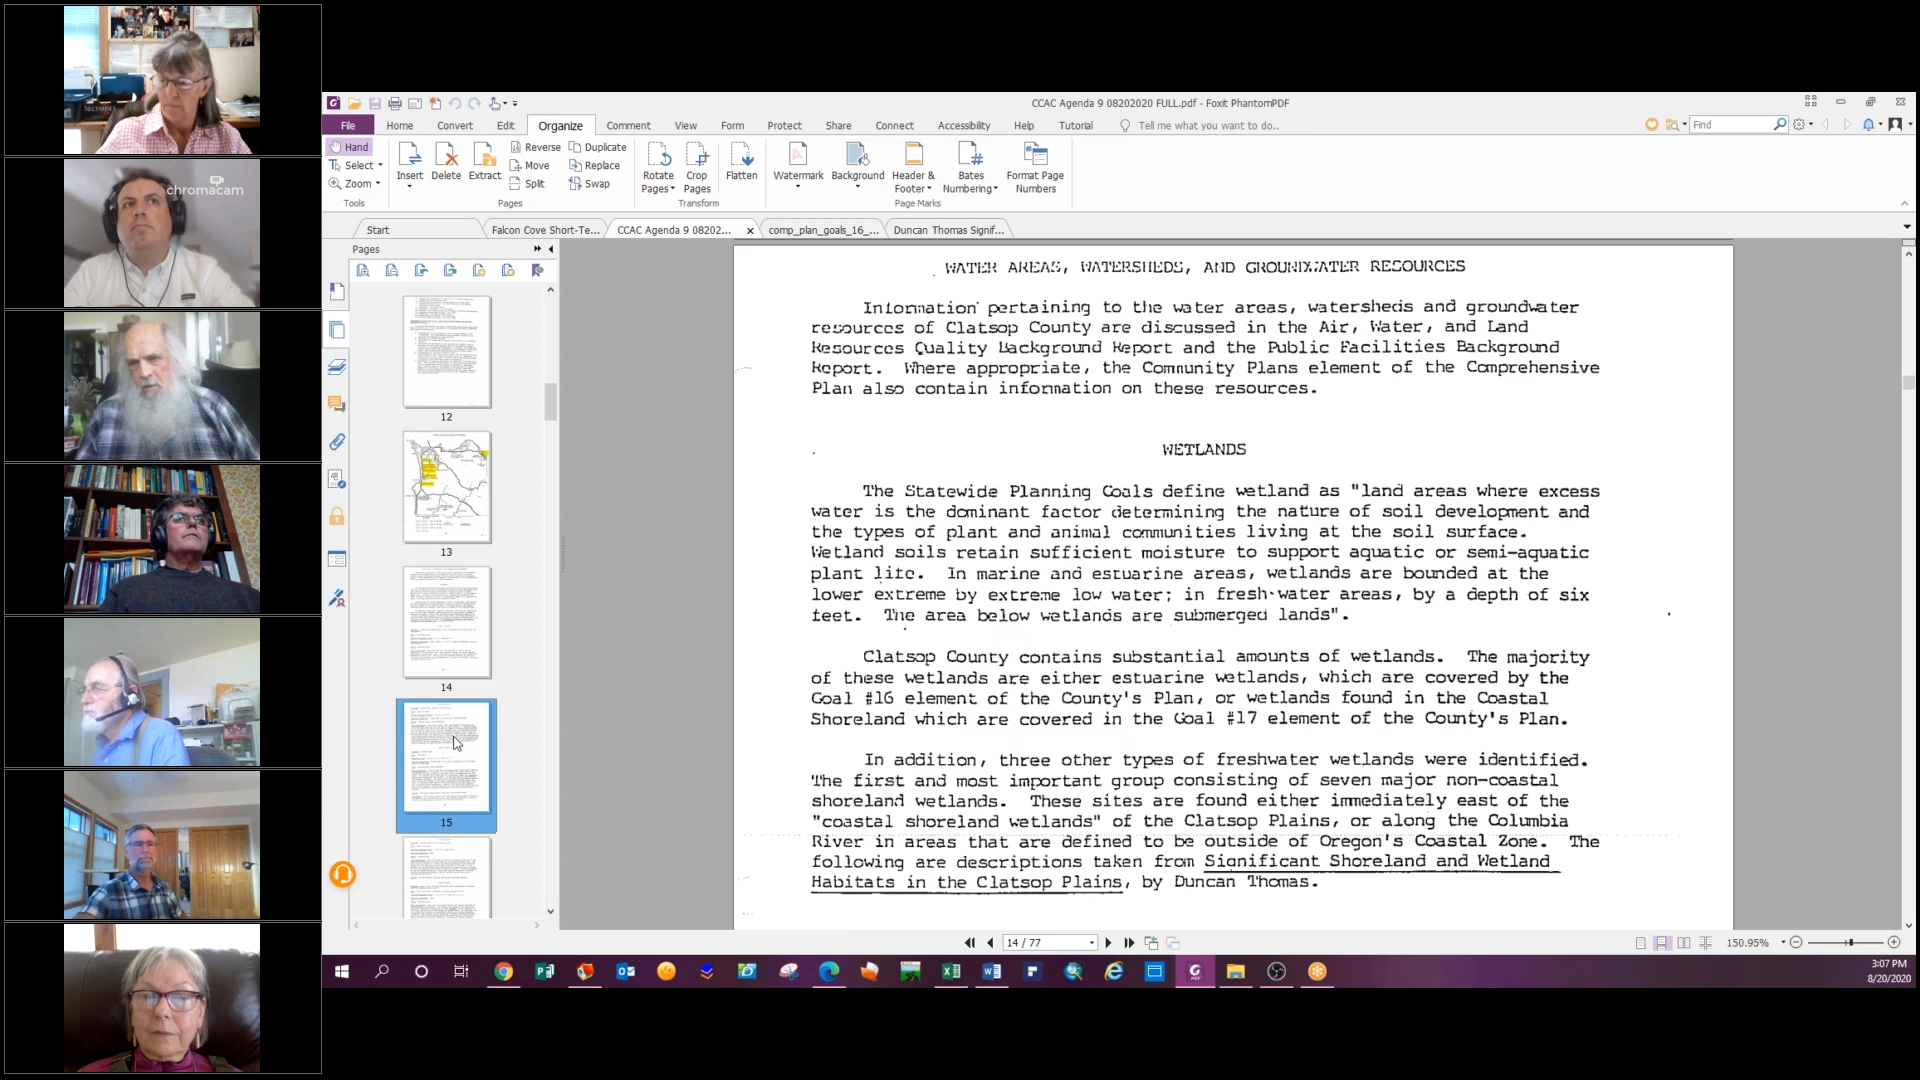 chromacam
CCAC Agenda 9 08202020 FULL.pdf - Foxit PhantomPDF
File Home Convert Edit Organize Comment View Form Protect Share Connect Accessibility Help Tutorial Tell me what you want to do.. Find
Hand
Select
Zoom
Tools
Insert Delete Extract
Reverse Duplicate
Move Replace
Split Swap
Pages
Rotate Pages Crop Pages Flatten
Transform
Watermark Background Header & Footer Bates Numbering Format Page Numbers
Page Marks
Start Falcon Cove Short-Te... CCAC Agenda 9 08202... comp_plan_goals_16_... Duncan Thomas Signif...
Pages
12
13
14
15
WATER AREAS, WATERSHEDS, AND GROUNDWATER RESOURCES
Information pertaining to the water areas, watersheds and groundwater
resources of Clatsop County are discussed in the Air, Water, and Land
Resources Quality Background Report and the Public Facilities Background
Report. Where appropriate, the Community Plans element of the Comprehensive
Plan also contain information on these resources.
WETLANDS
The Statewide Planning Goals define wetland as "land areas where excess
water is the dominant factor determining the nature of soil development and
the types of plant and animal communities living at the soil surface.
Wetland soils retain sufficient moisture to support aquatic or semi-aquatic
plant life. In marine and estuarine areas, wetlands are bounded at the
lower extreme by extreme low water; in fresh water areas, by a depth of six
feet. The area below wetlands are submerged lands".
Clatsop County contains substantial amounts of wetlands. The majority
of these wetlands are either estuarine wetlands, which are covered by the
Goal #16 element of the County's Plan, or wetlands found in the Coastal
Shoreland which are covered in the Goal #17 element of the County's Plan.
In addition, three other types of freshwater wetlands were identified.
The first and most important group consisting of seven major non-coastal
shoreland wetlands. These sites are found either immediately east of the
"coastal shoreland wetlands" of the Clatsop Plains, or along the Columbia
River in areas that are defined to be outside of Oregon's Coastal Zone. The
following are descriptions taken from Significant Shoreland and Wetland
Habitats in the Clatsop Plains, by Duncan Thomas.
14 / 77
150.95%
3:07 PM
8/20/2020